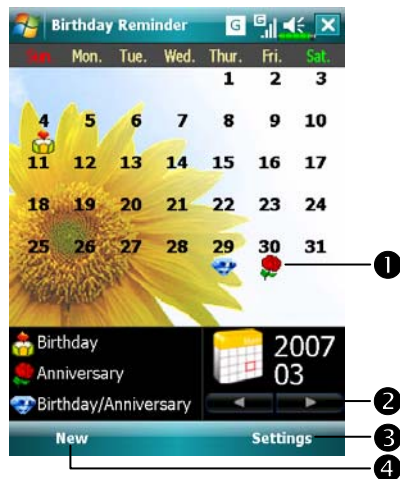 Birthday Reminder G G
Sun. Mon. Tue. Wed. Thur. Fri. Sat.
1 2 3
4 5 6 7 8 9 10
11 12 13 14 15 16 17
18 19 20 21 22 23 24
25 26 27 28 29 30 31
1
Birthday
Anniversary
Birthday/Anniversary
2007
03
2
New Settings 3
4